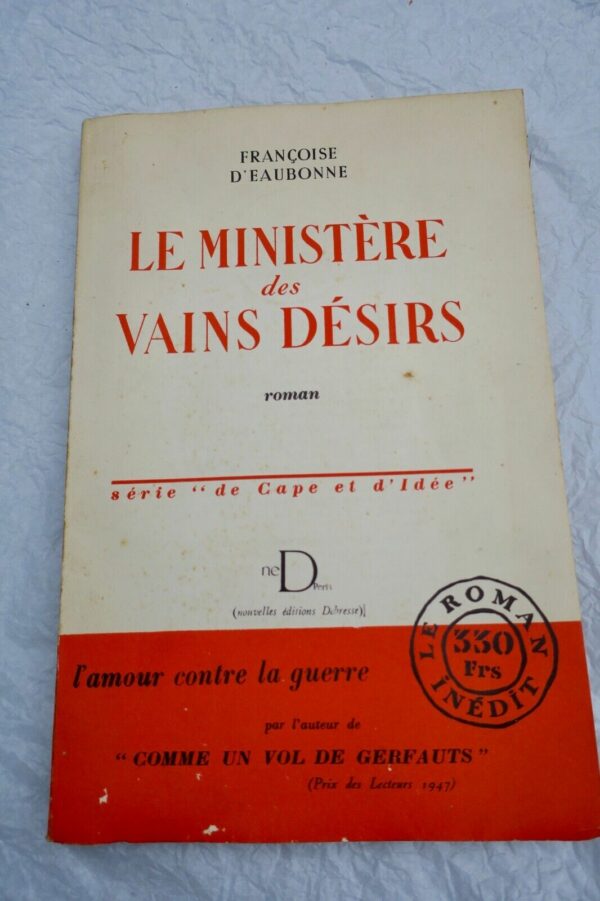 FRANÇOISE
D'EAUBONNE
LE MINISTÈRE
des
VAINS DÉSIRS
roman
série "de Cape et d'Idée"
neD
Paris
(nouvelles éditions Debresse)
LE ROMAN
330
Frs
INÉDIT
l'amour contre la guerre
par l'auteur de
"COMME UN VOL DE GERFAUTS"
(Prix des Lecteurs 1947)